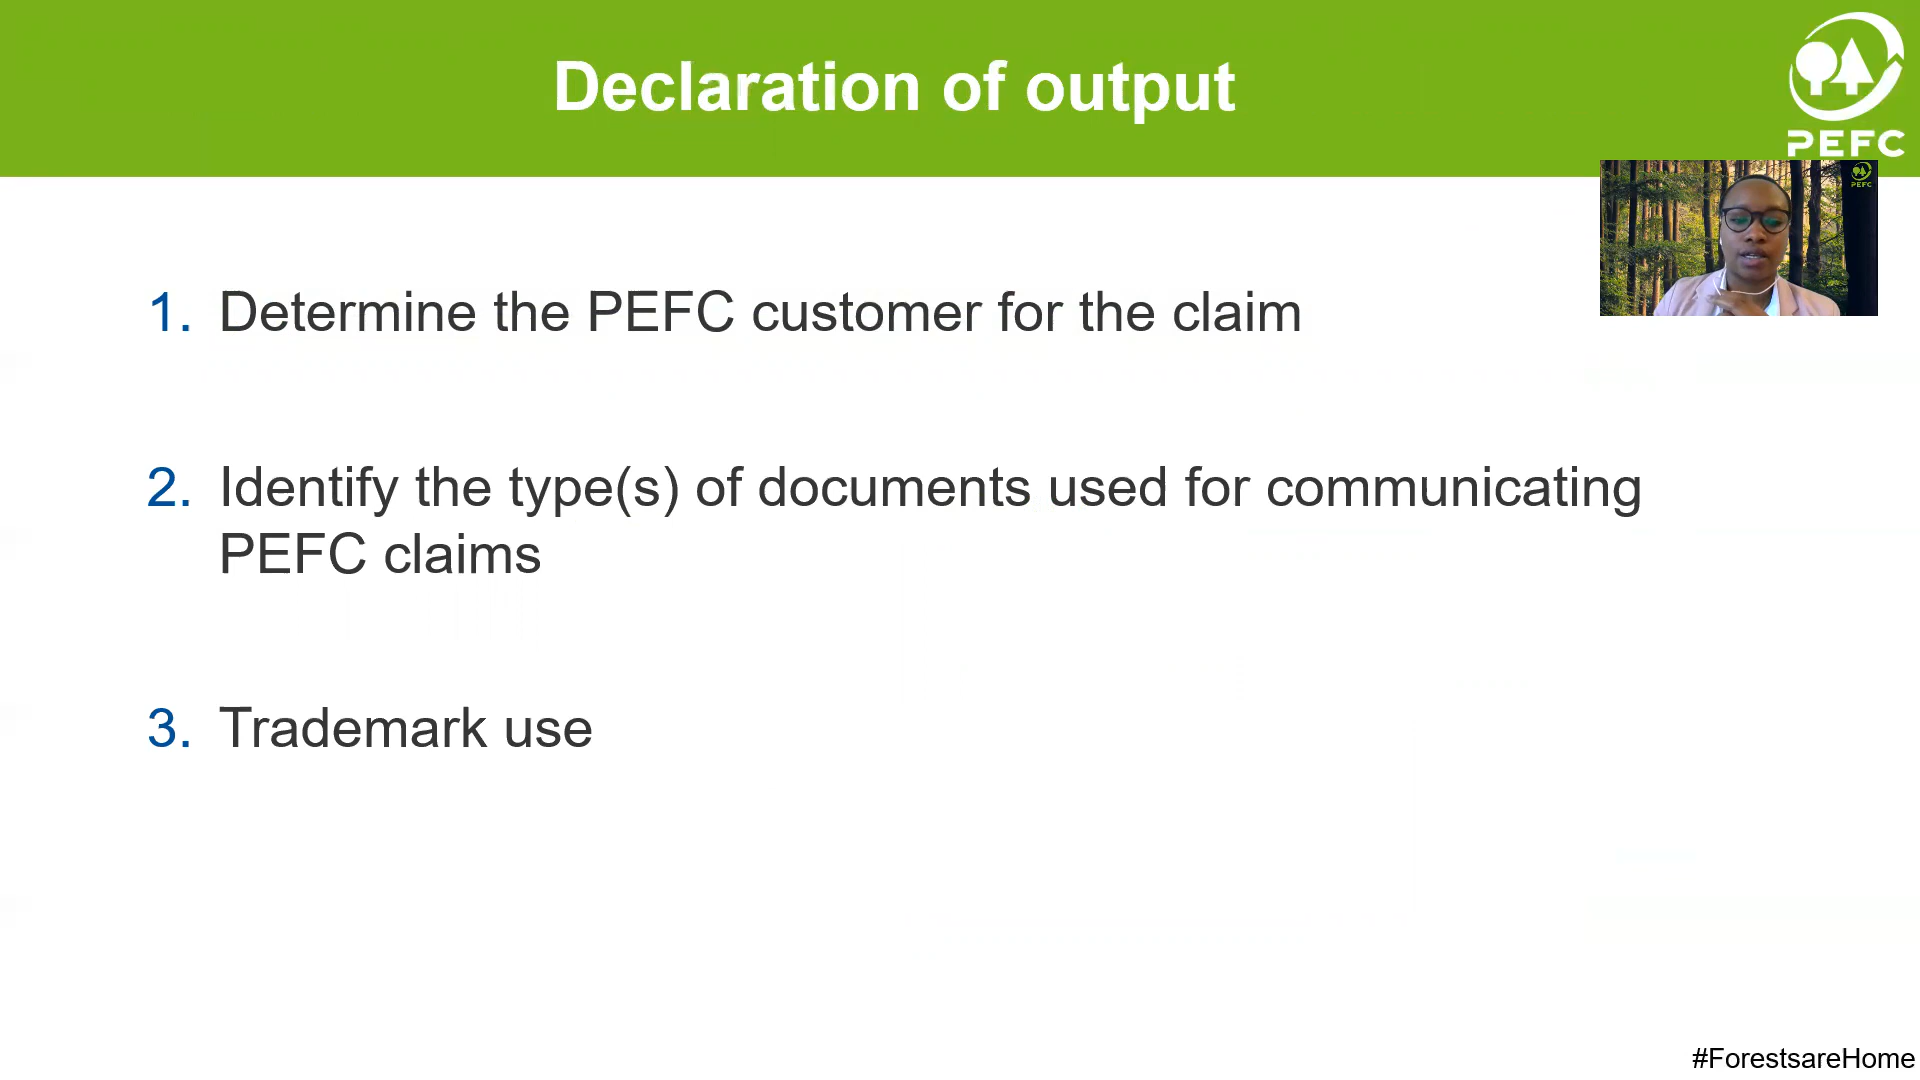 Declaration of output
PEFC
PEFC
1. Determine the PEFC customer for the claim
2. Identify the type(s) of documents used for communicating
PEFC claims
3. Trademark use
#ForestsareHome